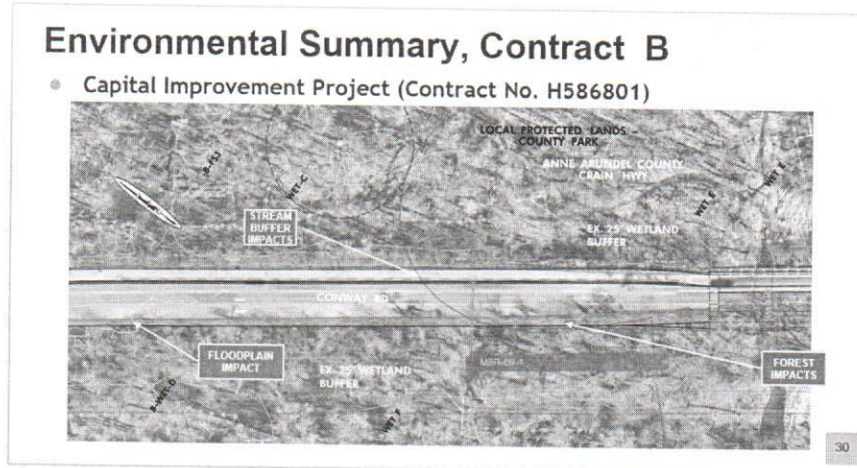 Environmental Summary, Contract B
Capital Improvement Project (Contract No. H586801)
LOCAL PROTECTED LANDS -
COUNTY PARK
ANNE ARUNDEL COUNTY
CRAIN HWY
WET-C
WET E
WET E
STREAM
BUFFER
IMPACTS
EX. 25' WETLAND
BUFFER
CONWAY RD
FLOODPLAIN
IMPACT
EX. 25' WETLAND
BUFFER
FOREST
IMPACTS
WET F
30